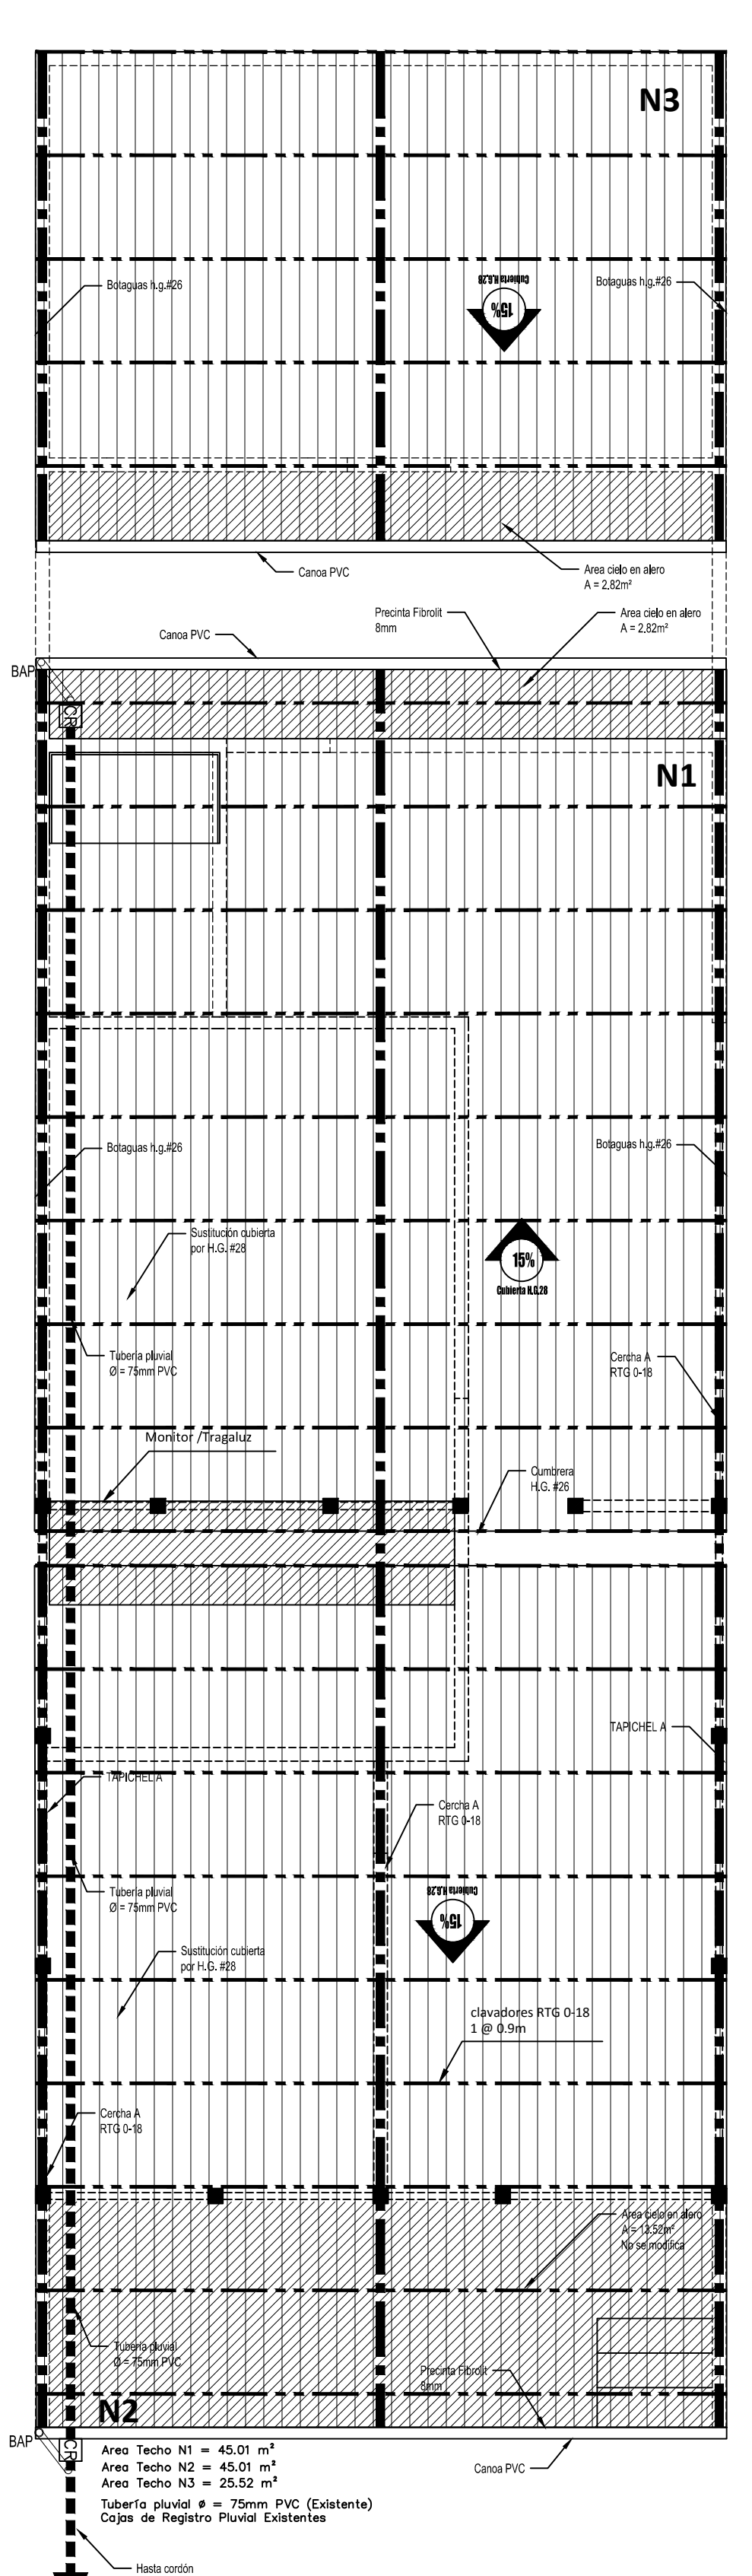 N3
Cubierta H.G.28
15%
Botaguas h.g.#26
Botaguas h.g.#26
Canoa PVC
Area cielo en alero
A = 2.82m²
Precinta Fibrolit
8mm
Area cielo en alero
A = 2.82m²
Canoa PVC
BAP
CR
N1
Botaguas h.g.#26
Botaguas h.g.#26
Sustitución cubierta
por H.G. #28
15%
Cubierta H.G.28
Tubería pluvial
Ø = 75mm PVC
Cercha A
RTG 0-18
Monitor /Tragaluz
Cumbrera
H.G. #26
TAPICHEL A
TAPICHEL A
Cercha A
RTG 0-18
Cubierta H.G.28
15%
Tubería pluvial
Ø = 75mm PVC
Sustitución cubierta
por H.G. #28
clavadores RTG 0-18
1 @ 0.9m
Cercha A
RTG 0-18
Area cielo en alero
A = 13.52m²
No se modifica
Tubería pluvial
Ø = 75mm PVC
Precinta Fibrolit
8mm
N2
BAP
CR
Area Techo N1 = 45.01 m²
Area Techo N2 = 45.01 m²
Area Techo N3 = 25.52 m²
Canoa PVC
Tubería pluvial ø = 75mm PVC (Existente)
Cajas de Registro Pluvial Existentes
Hasta cordón